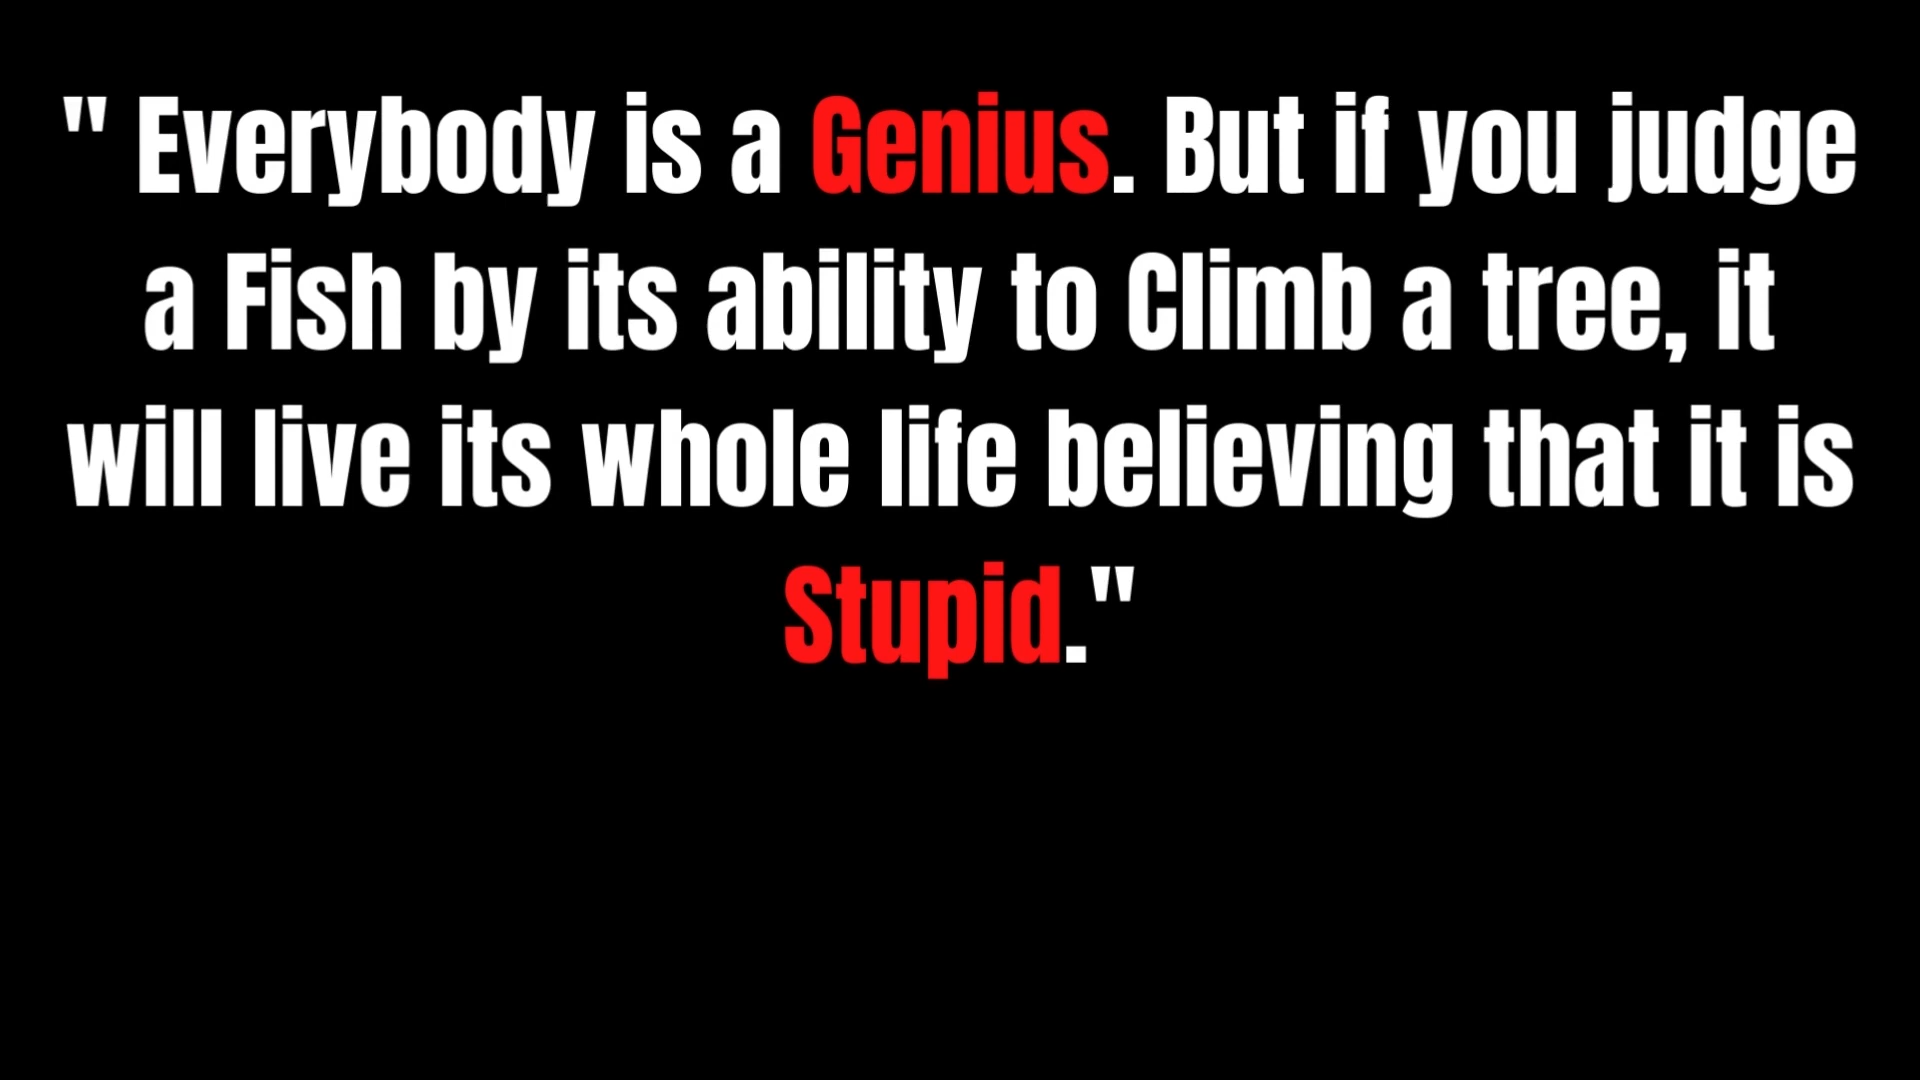 " Everybody is a Genius. But if you judge
a Fish by its ability to Climb a tree, it
will live its whole life believing that it is
Stupid."